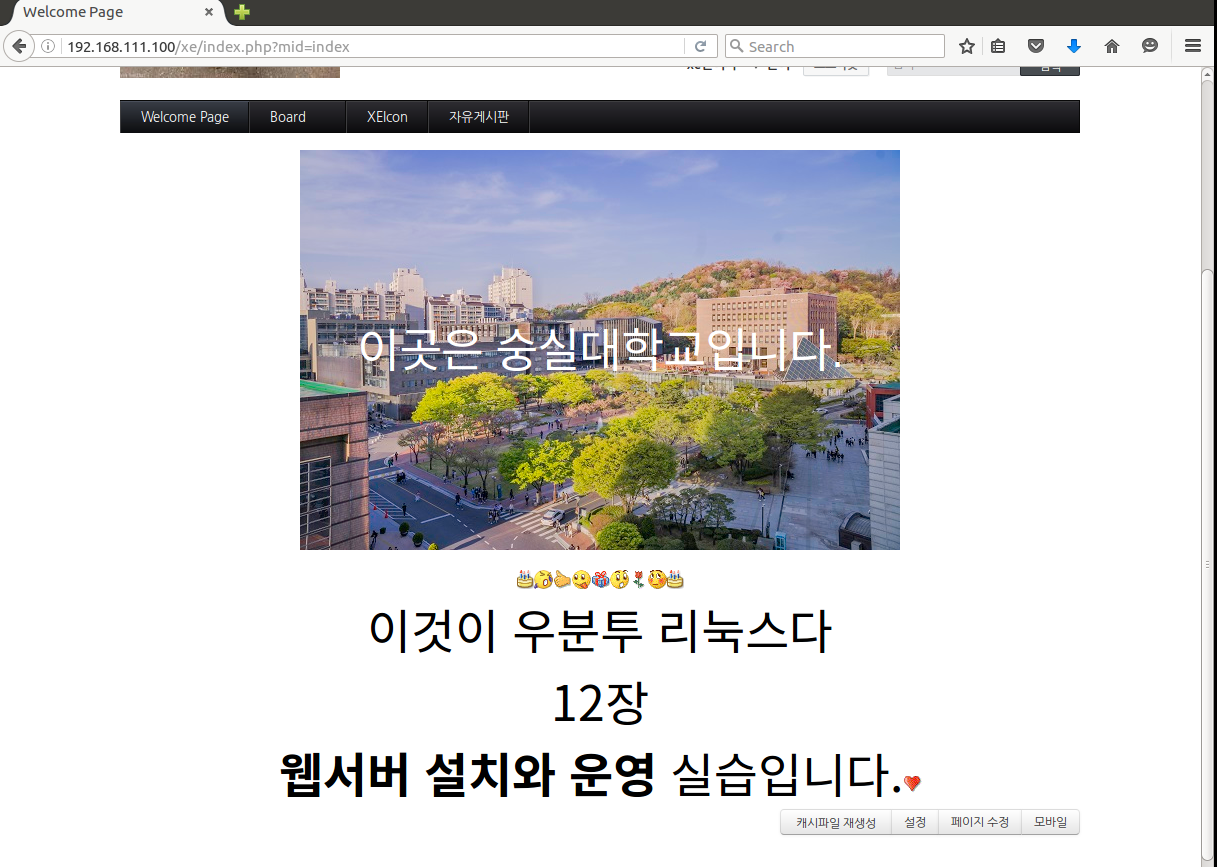 Welcome Page
192.168.111.100/xe/index.php?mid=index
Search
Welcome Page Board XEIcon 자유게시판
이곳은 숭실대학교입니다.
이것이 우분투 리눅스다
12장
웹서버 설치와 운영 실습입니다.
캐시파일 재생성 설정 페이지 수정 모바일